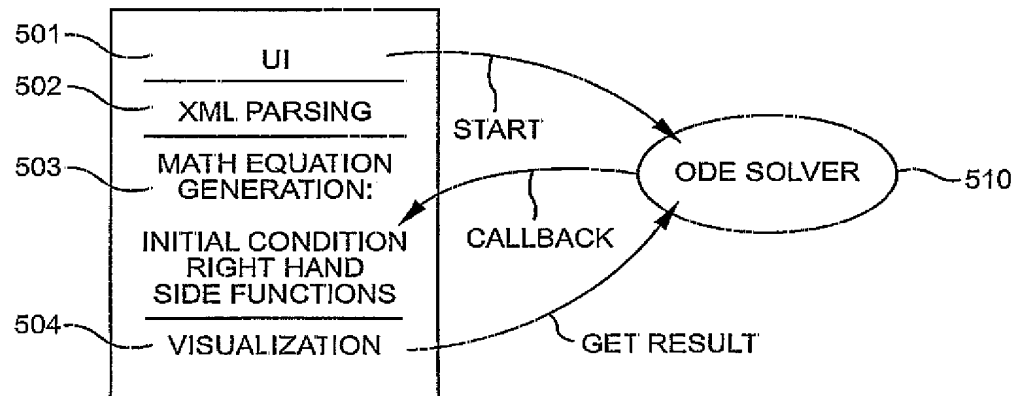 501
UI
502
XML PARSING
START
503
MATH EQUATION
GENERATION:
ODE SOLVER
510
CALLBACK
INITIAL CONDITION
RIGHT HAND
SIDE FUNCTIONS
504
VISUALIZATION
GET RESULT